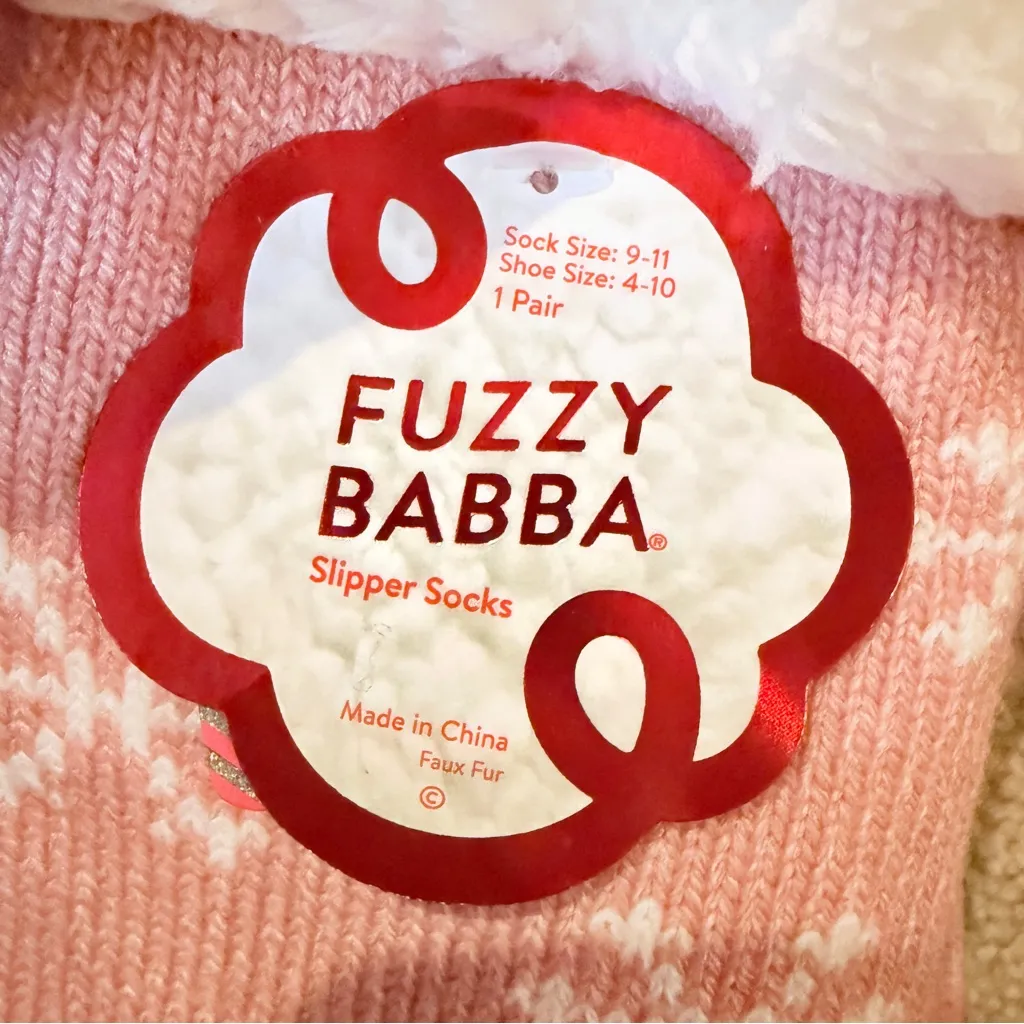 Sock Size: 9-11
Shoe Size: 4-10
1 Pair
FUZZY
BABBA®
Slipper Socks
Made in China
Faux Fur
©